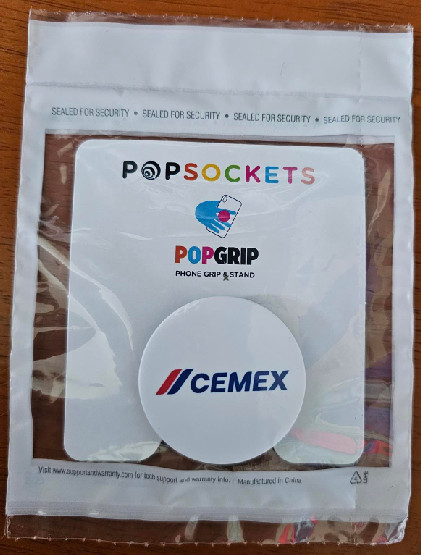 SEALED FOR SECURITY • SEALED FOR SECURITY • SEALED FOR SECURITY • SEALED FOR SECURITY
POPSOCKETS
POPGRIP
PHONE GRIP & STAND
CEMEX
Visit www.supportandwarranty.com for tech support and warranty info. Manufactured in China